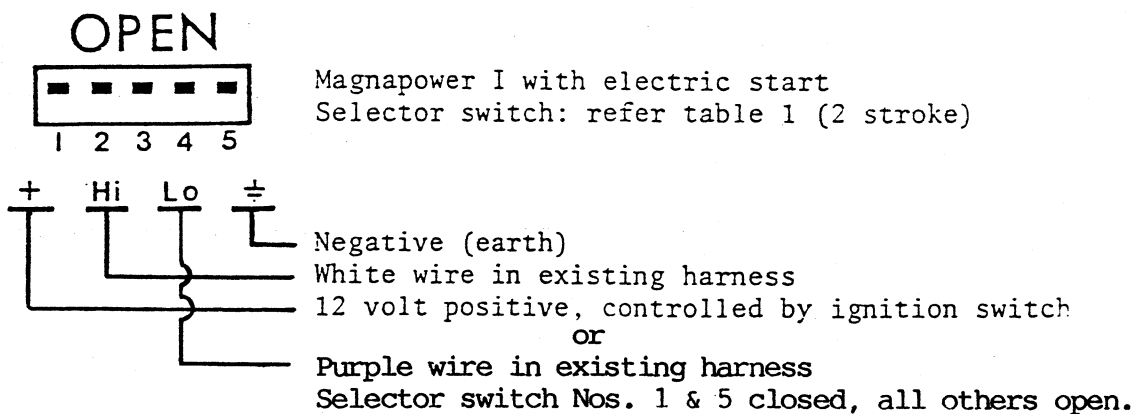 OPEN
Magnapower I with electric start
Selector switch: refer table 1 (2 stroke)
1 2 3 4 5
+ Hi Lo ⏚
Negative (earth)
White wire in existing harness
12 volt positive, controlled by ignition switch
or
Purple wire in existing harness
Selector switch Nos. 1 & 5 closed, all others open.